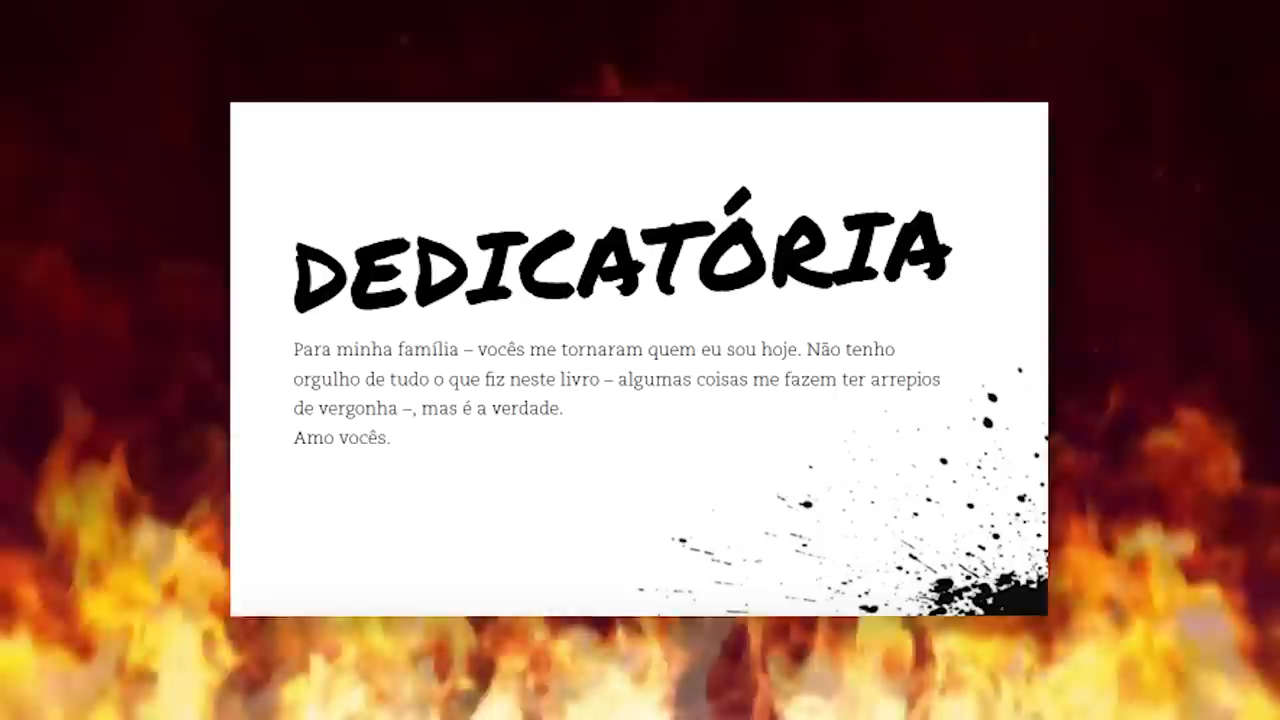 DEDICATÓRIA
Para minha família – vocês me tornaram quem eu sou hoje. Não tenho
orgulho de tudo o que fiz neste livro – algumas coisas me fazem ter arrepios
de vergonha –, mas é a verdade.
Amo vocês.